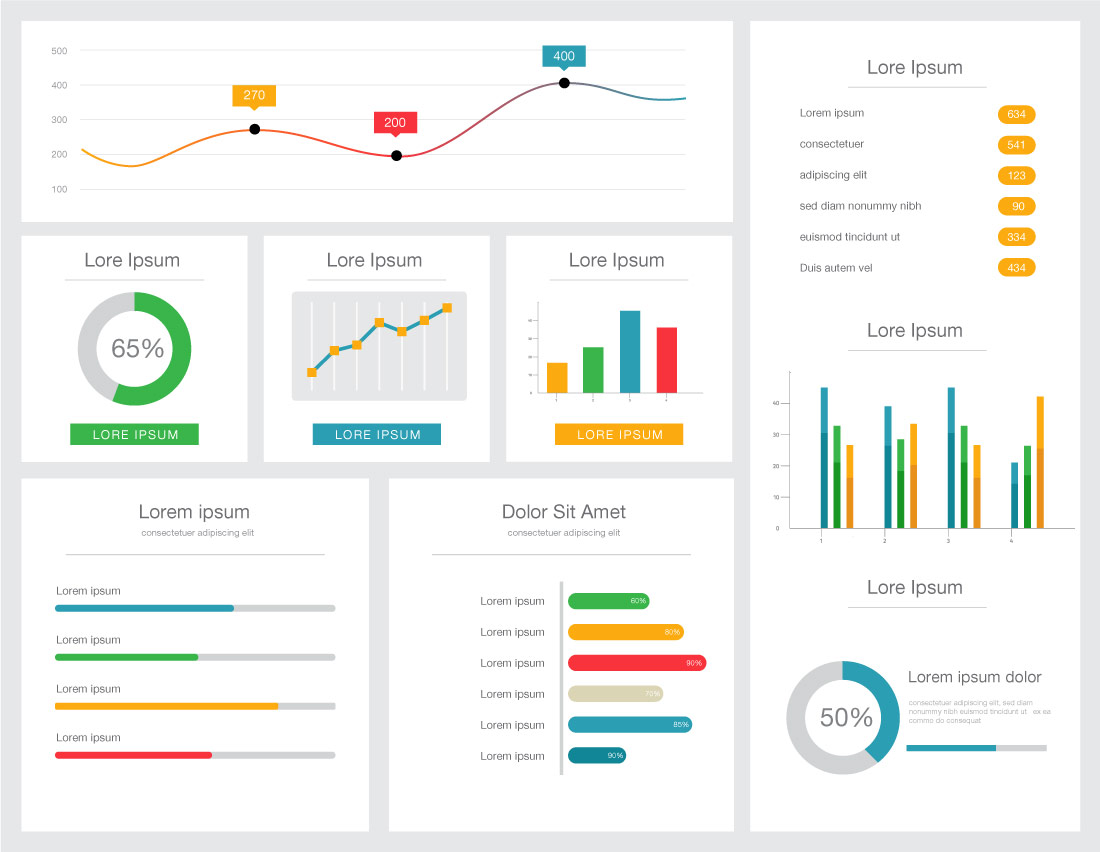 500
400
300
200
100
270
200
400
Lore Ipsum
65%
LORE IPSUM
Lore Ipsum
LORE IPSUM
Lore Ipsum
1 2 3 4
LORE IPSUM
Lorem ipsum
consectetuer adipiscing elit
Lorem ipsum
Lorem ipsum
Lorem ipsum
Lorem ipsum
Dolor Sit Amet
consectetuer adipiscing elit
Lorem ipsum 60%
Lorem ipsum 80%
Lorem ipsum 90%
Lorem ipsum 70%
Lorem ipsum 85%
Lorem ipsum 90%
Lore Ipsum
Lorem ipsum 634
consectetuer 541
adipiscing elit 123
sed diam nonummy nibh 90
euismod tincidunt ut 334
Duis autem vel 434
Lore Ipsum
40
30
20
10
0
1 2 3 4
Lore Ipsum
50%
Lorem ipsum dolor
consectetuer adipiscing elit, sed diam
nonummy nibh euismod tincidunt ut ex ea
commo do consequat